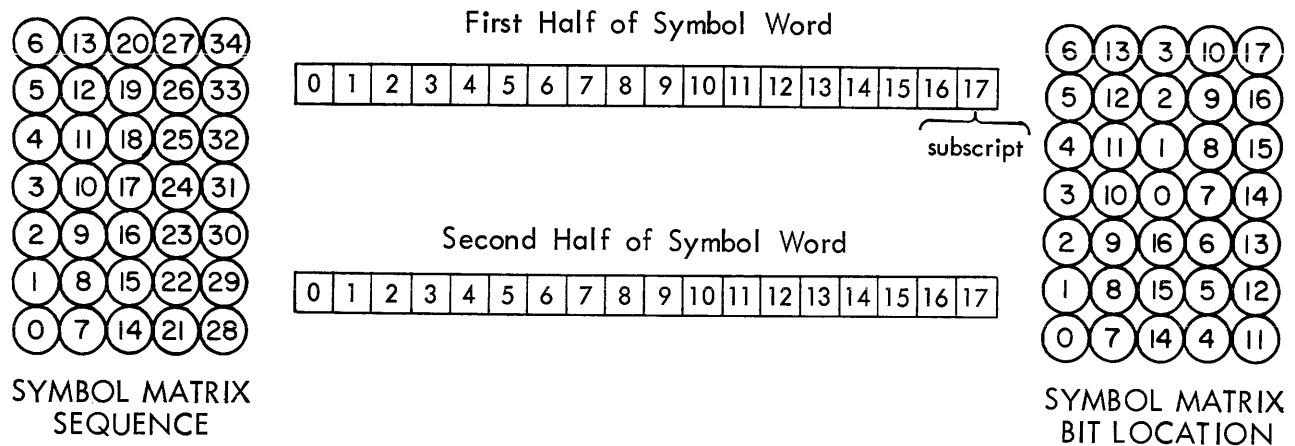 First Half of Symbol Word
0 1 2 3 4 5 6 7 8 9 10 11 12 13 14 15 16 17
subscript
Second Half of Symbol Word
0 1 2 3 4 5 6 7 8 9 10 11 12 13 14 15 16 17
6 13 20 27 34
5 12 19 26 33
4 11 18 25 32
3 10 17 24 31
2 9 16 23 30
1 8 15 22 29
0 7 14 21 28
SYMBOL MATRIX
SEQUENCE
6 13 3 10 17
5 12 2 9 16
4 11 1 8 15
3 10 0 7 14
2 9 16 6 13
1 8 15 5 12
0 7 14 4 11
SYMBOL MATRIX
BIT LOCATION